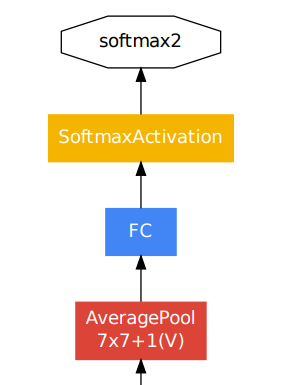 softmax2
SoftmaxActivation
FC
AveragePool
7x7+1(V)